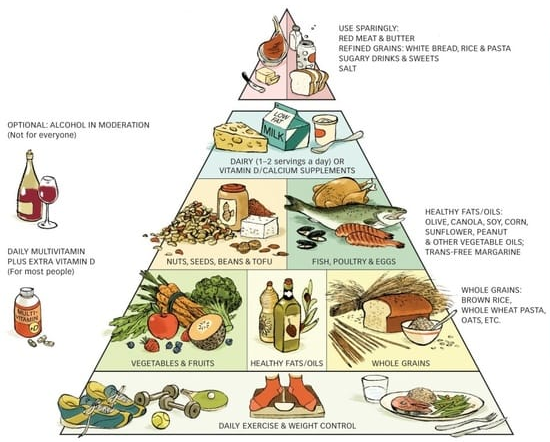 USE SPARINGLY:
RED MEAT & BUTTER
REFINED GRAINS: WHITE BREAD, RICE & PASTA
SUGARY DRINKS & SWEETS
SALT
OPTIONAL: ALCOHOL IN MODERATION
(Not for everyone)
LOW
FAT
MILK
DAIRY (1–2 servings a day) OR
VITAMIN D/CALCIUM SUPPLEMENTS
HEALTHY FATS/OILS:
OLIVE, CANOLA, SOY, CORN,
SUNFLOWER, PEANUT
& OTHER VEGETABLE OILS;
TRANS-FREE MARGARINE
DAILY MULTIVITAMIN
PLUS EXTRA VITAMIN D
(For most people)
NUTS, SEEDS, BEANS & TOFU
FISH, POULTRY & EGGS
WHOLE GRAINS:
BROWN RICE,
WHOLE WHEAT PASTA,
OATS, ETC.
MULTI-
VITAMIN
+D
VEGETABLES & FRUITS
HEALTHY FATS/OILS
WHOLE GRAINS
DAILY EXERCISE & WEIGHT CONTROL